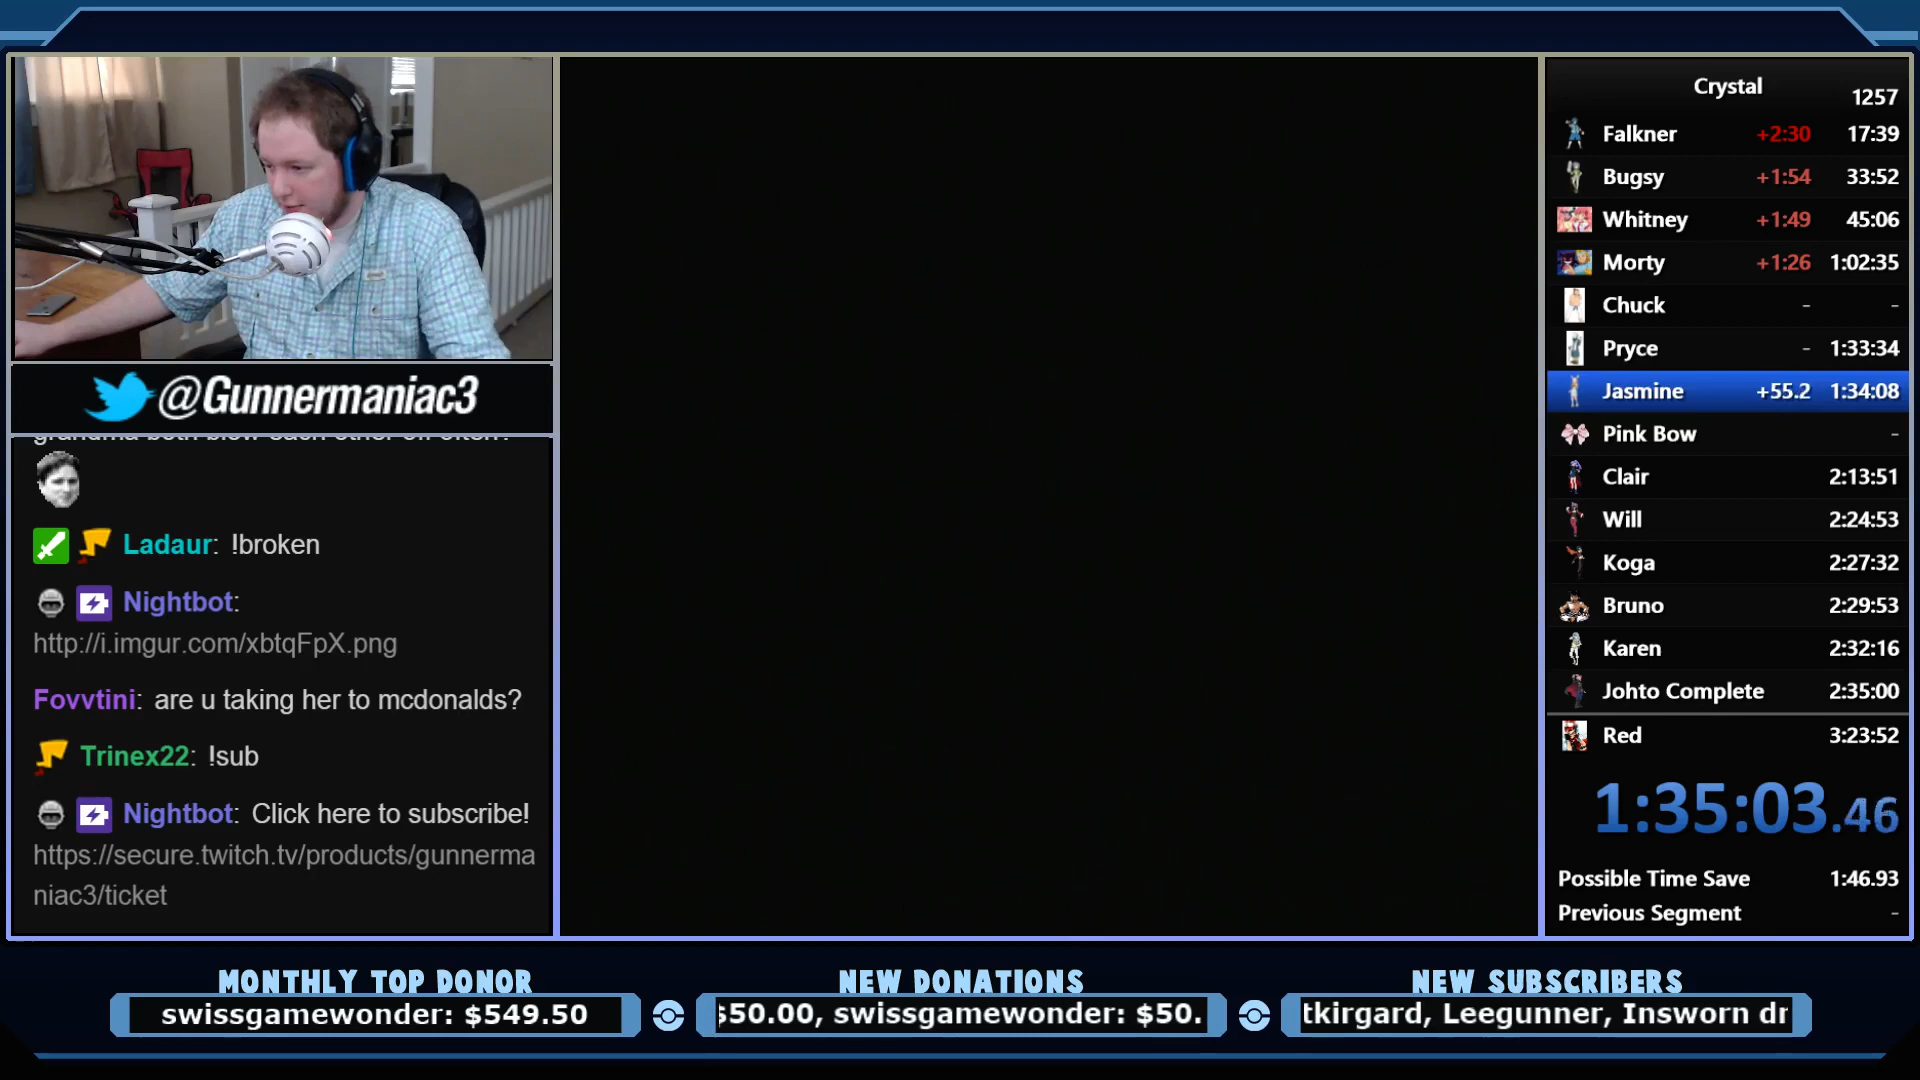 @Gunnermaniac3
Ladaur: !broken
Nightbot:
http://i.imgur.com/xbtqFpX.png
Fovvtini: are u taking her to mcdonalds?
Trinex22: !sub
Nightbot: Click here to subscribe!
https://secure.twitch.tv/products/gunnerma
niac3/ticket
Crystal
1257
Falkner +2:30 17:39
Bugsy +1:54 33:52
Whitney +1:49 45:06
Morty +1:26 1:02:35
Chuck - -
Pryce - 1:33:34
Jasmine +55.2 1:34:08
Pink Bow -
Clair 2:13:51
Will 2:24:53
Koga 2:27:32
Bruno 2:29:53
Karen 2:32:16
Johto Complete 2:35:00
Red 3:23:52
1:35:03.46
Possible Time Save 1:46.93
Previous Segment -
MONTHLY TOP DONOR
swissgamewonder: $549.50
NEW DONATIONS
$50.00, swissgamewonder: $50.
NEW SUBSCRIBERS
tkirgard, Leegunner, Insworn dr